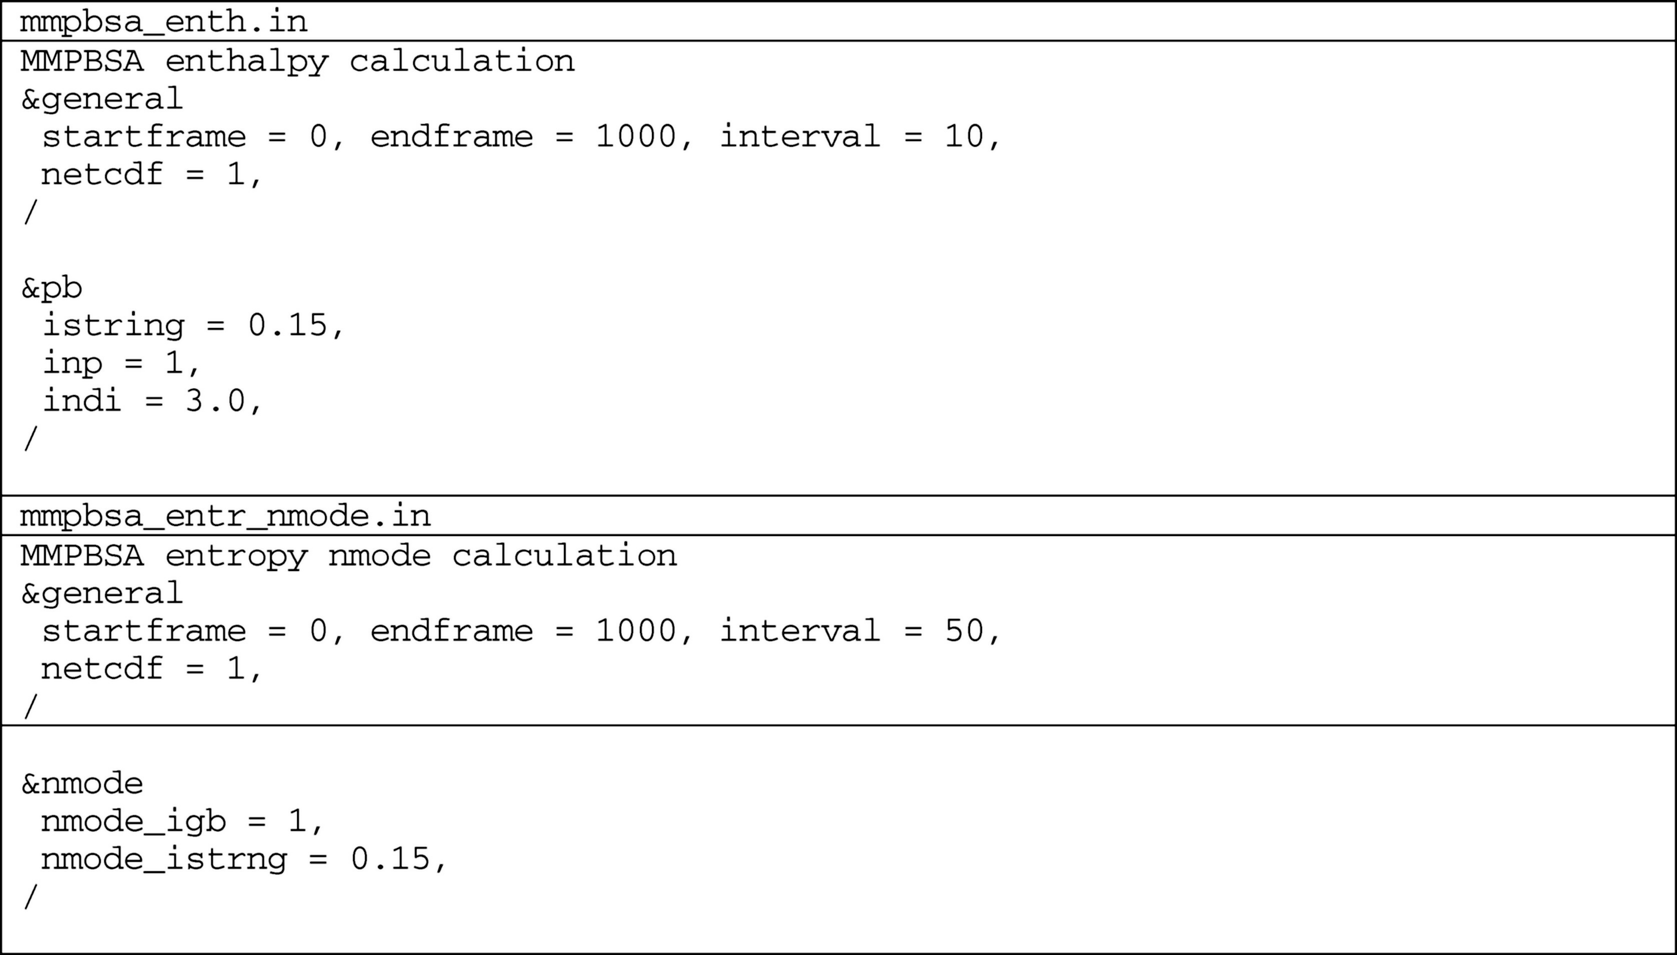 mmpbsa_enth.in
MMPBSA enthalpy calculation
&general
 startframe = 0, endframe = 1000, interval = 10,
 netcdf = 1,
/

&pb
 istring = 0.15,
 inp = 1,
 indi = 3.0,
/

mmpbsa_entr_nmode.in
MMPBSA entropy nmode calculation
&general
 startframe = 0, endframe = 1000, interval = 50,
 netcdf = 1,
/

&nmode
 nmode_igb = 1,
 nmode_istrng = 0.15,
/